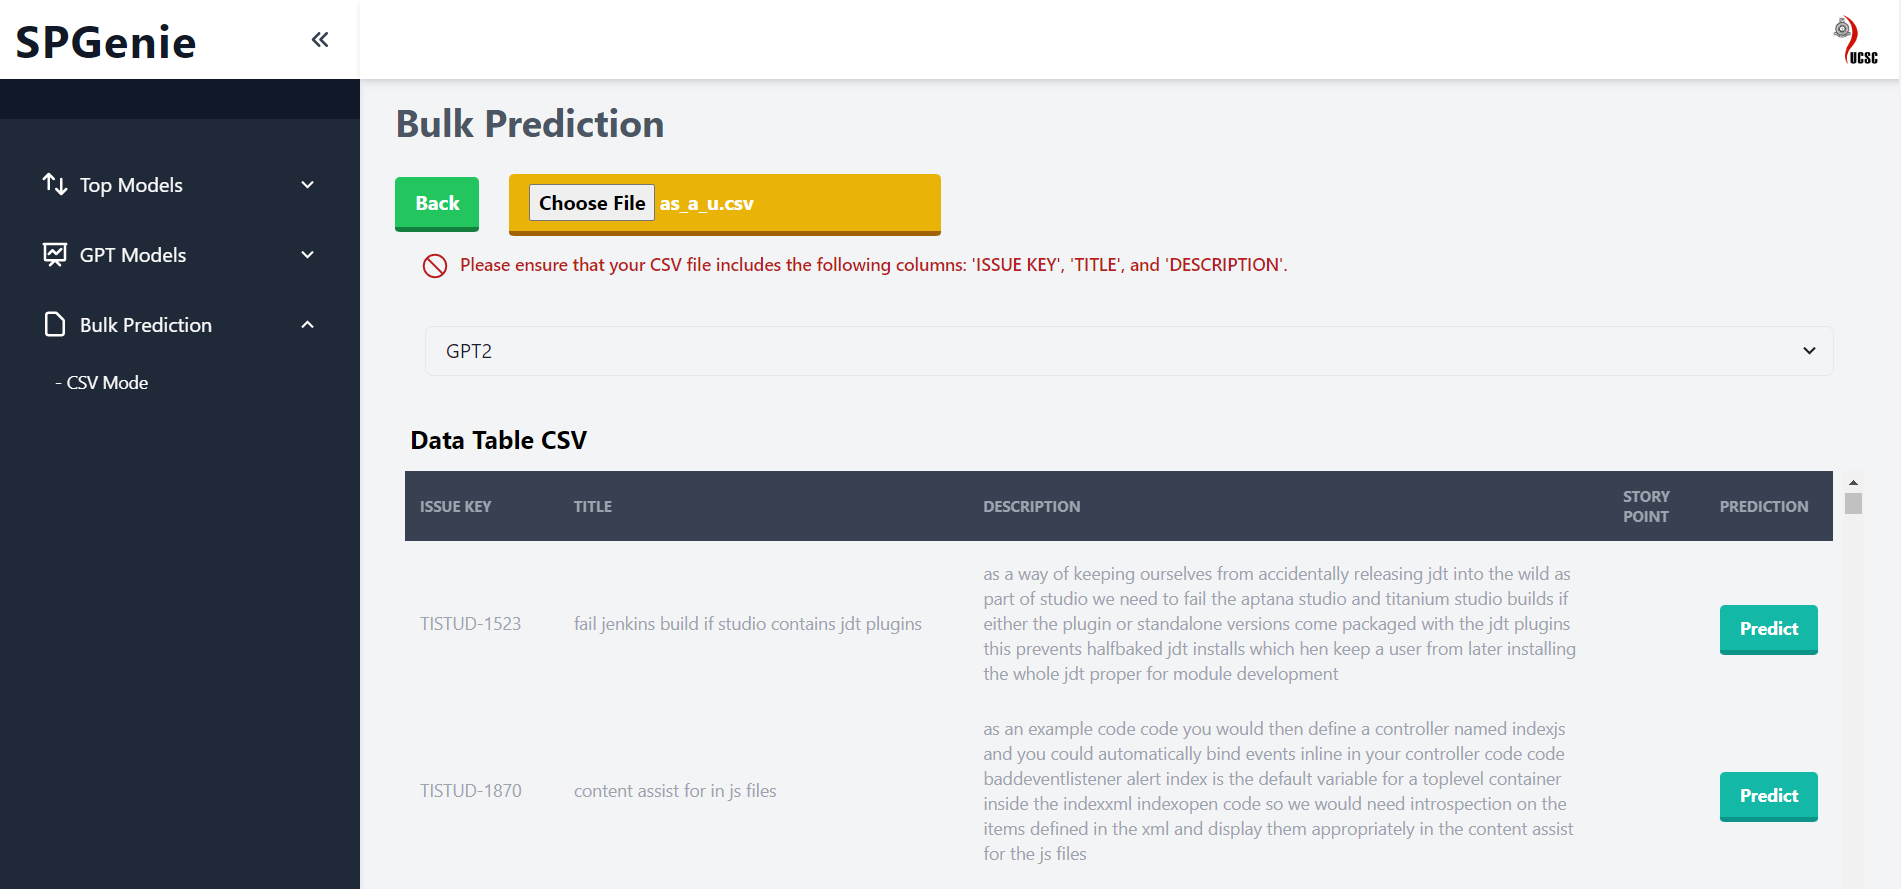 SPGenie
UCSC
Top Models
GPT Models
Bulk Prediction
- CSV Mode
Bulk Prediction
Back
Choose File as_a_u.csv
Please ensure that your CSV file includes the following columns: 'ISSUE KEY', 'TITLE', and 'DESCRIPTION'.
GPT2
Data Table CSV
ISSUE KEY
TITLE
DESCRIPTION
STORY
POINT
PREDICTION
TISTUD-1523
fail jenkins build if studio contains jdt plugins
as a way of keeping ourselves from accidentally releasing jdt into the wild as
part of studio we need to fail the aptana studio and titanium studio builds if
either the plugin or standalone versions come packaged with the jdt plugins
this prevents halfbaked jdt installs which hen keep a user from later installing
the whole jdt proper for module development
Predict
TISTUD-1870
content assist for in js files
as an example code code you would then define a controller named indexjs
and you could automatically bind events inline in your controller code code
baddeventlistener alert index is the default variable for a toplevel container
inside the indexxml indexopen code so we would need introspection on the
items defined in the xml and display them appropriately in the content assist
for the js files
Predict